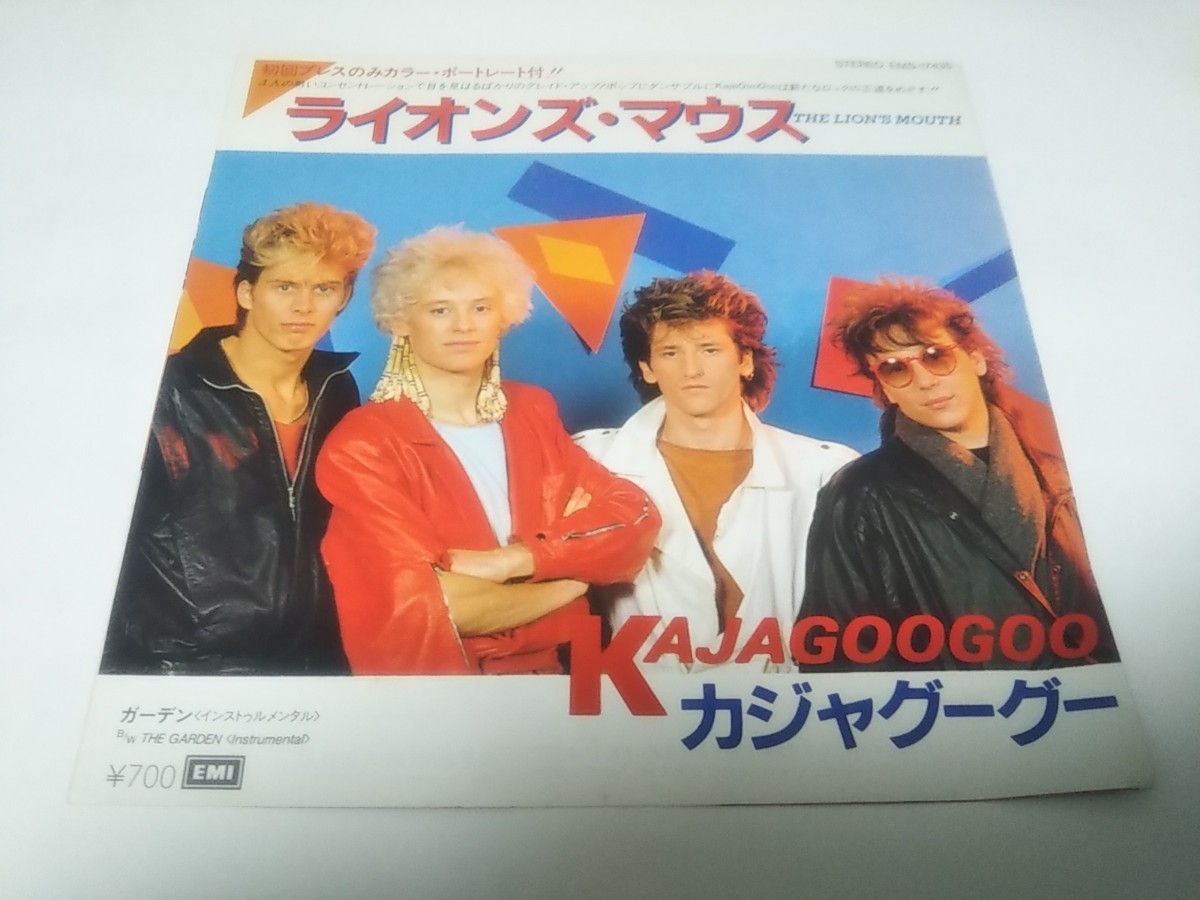 初回プレスのみカラー・ポートレート付!!
STEREO EMS-17435
ライオンズ・マウス THE LION'S MOUTH
KAJAGOOGOO
カジャグーグー
ガーデン〈インストゥルメンタル〉
B/w THE GARDEN〈Instrumental〉
¥700 EMI